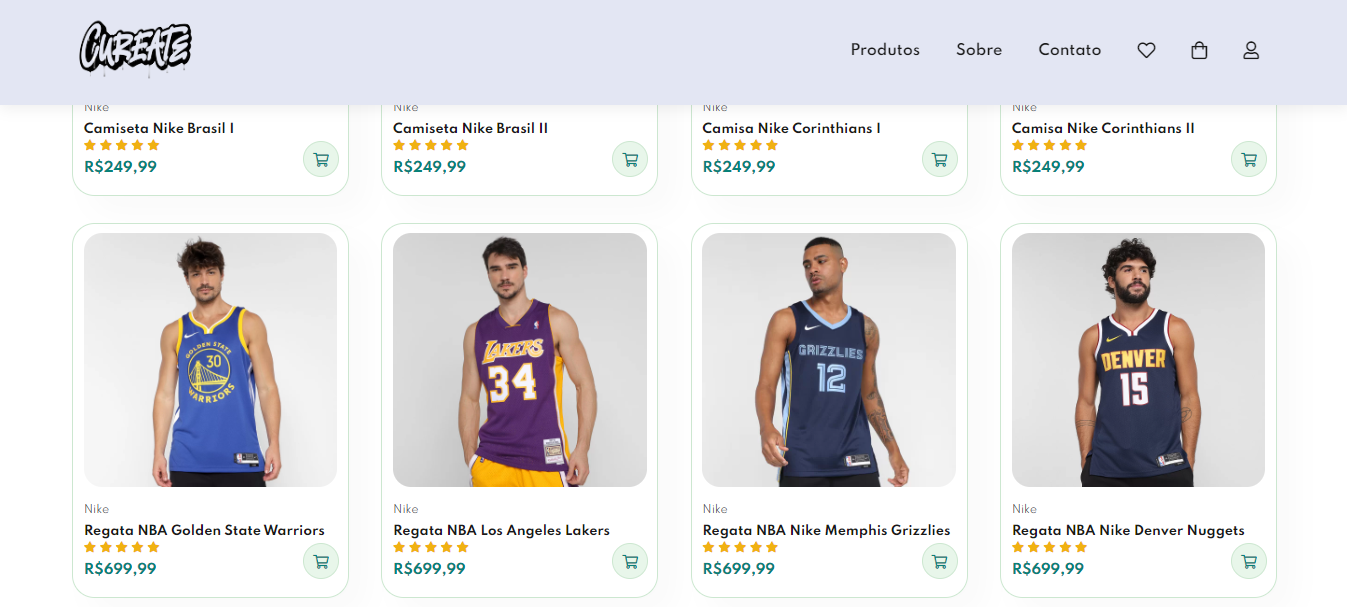 CUREATE
Produtos
Sobre
Contato
Nike
Nike
Nike
Nike
Camiseta Nike Brasil I
Camiseta Nike Brasil II
Camisa Nike Corinthians I
Camisa Nike Corinthians II
R$249,99
R$249,99
R$249,99
R$249,99
GOLDEN STATE
30
WARRIORS
LAKERS
34
GRIZZLIES
12
DENVER
15
Nike
Nike
Nike
Nike
Regata NBA Golden State Warriors
Regata NBA Los Angeles Lakers
Regata NBA Nike Memphis Grizzlies
Regata NBA Nike Denver Nuggets
R$699,99
R$699,99
R$699,99
R$699,99